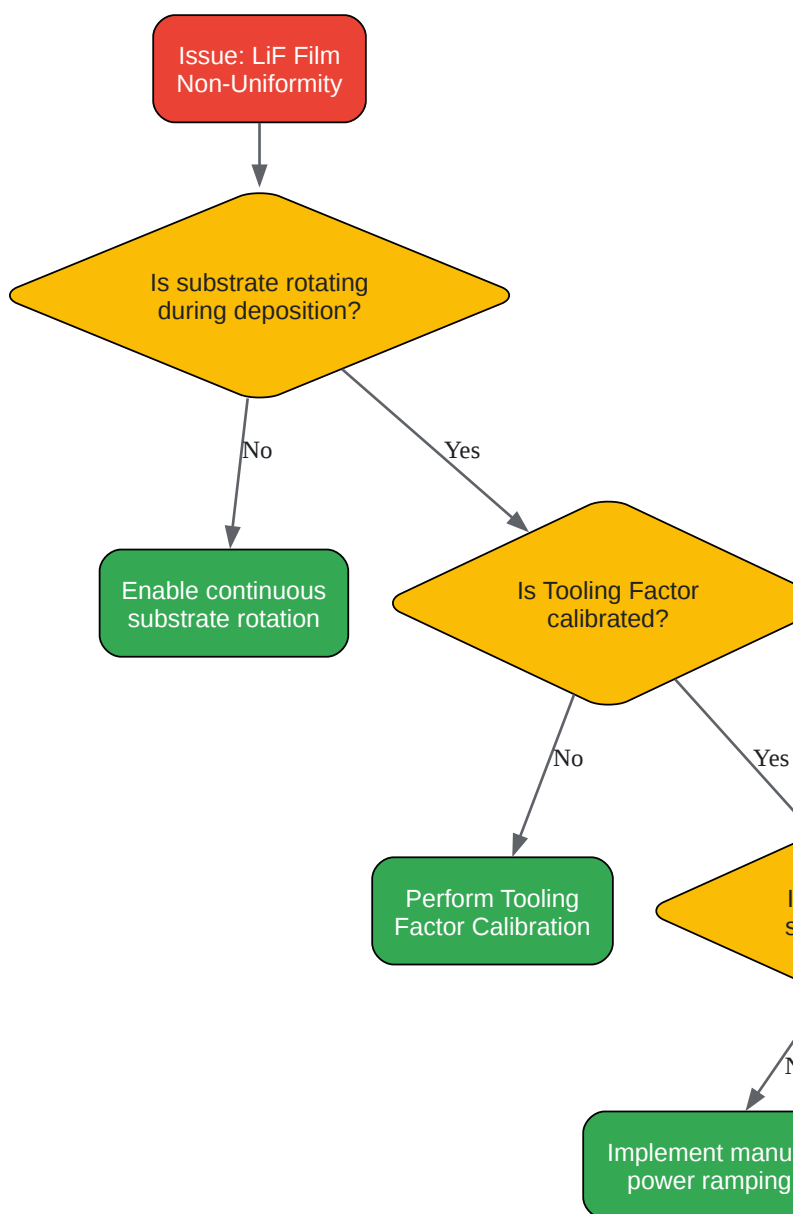 Issue: LiF Film
Non-Uniformity
Is substrate rotating
during deposition?
No
Yes
Enable continuous
substrate rotation
Is Tooling Factor
calibrated?
No
Yes
Perform Tooling
Factor Calibration
Implement
power ramping